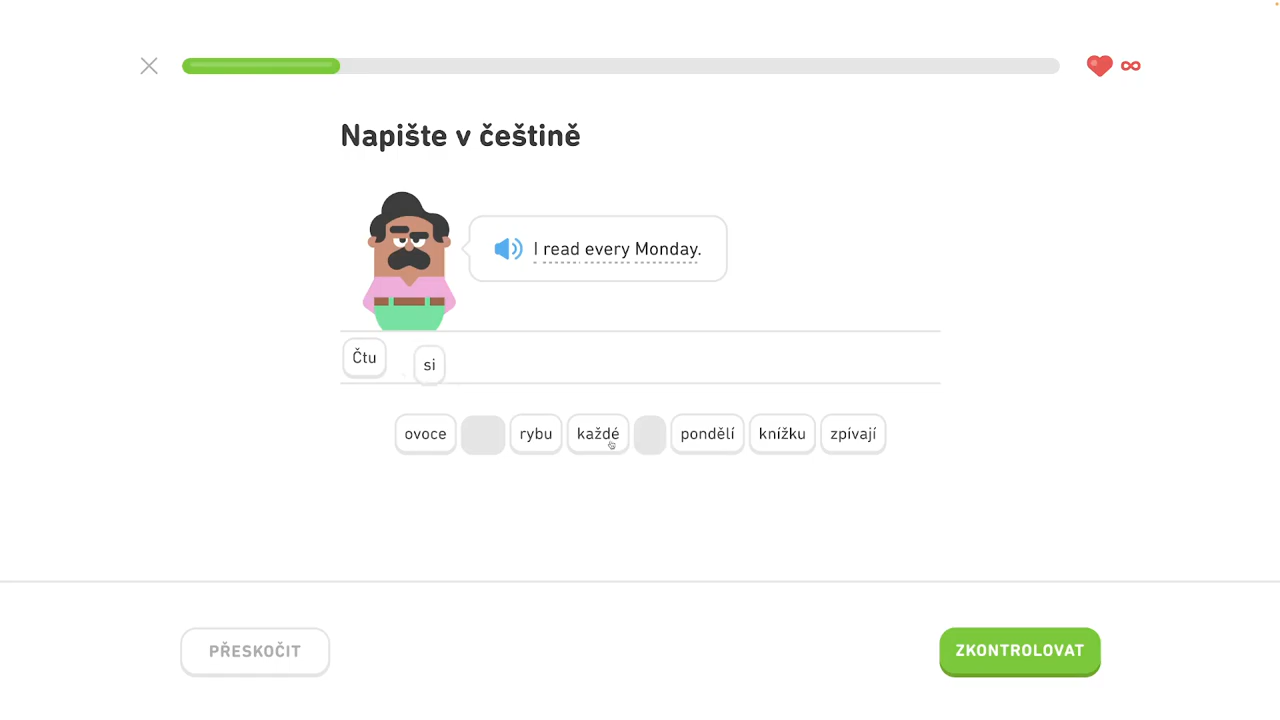 Napište v češtině
I read every Monday.
Čtu si
ovoce rybu každé pondělí knížku zpívají
PŘESKOČIT ZKONTROLOVAT